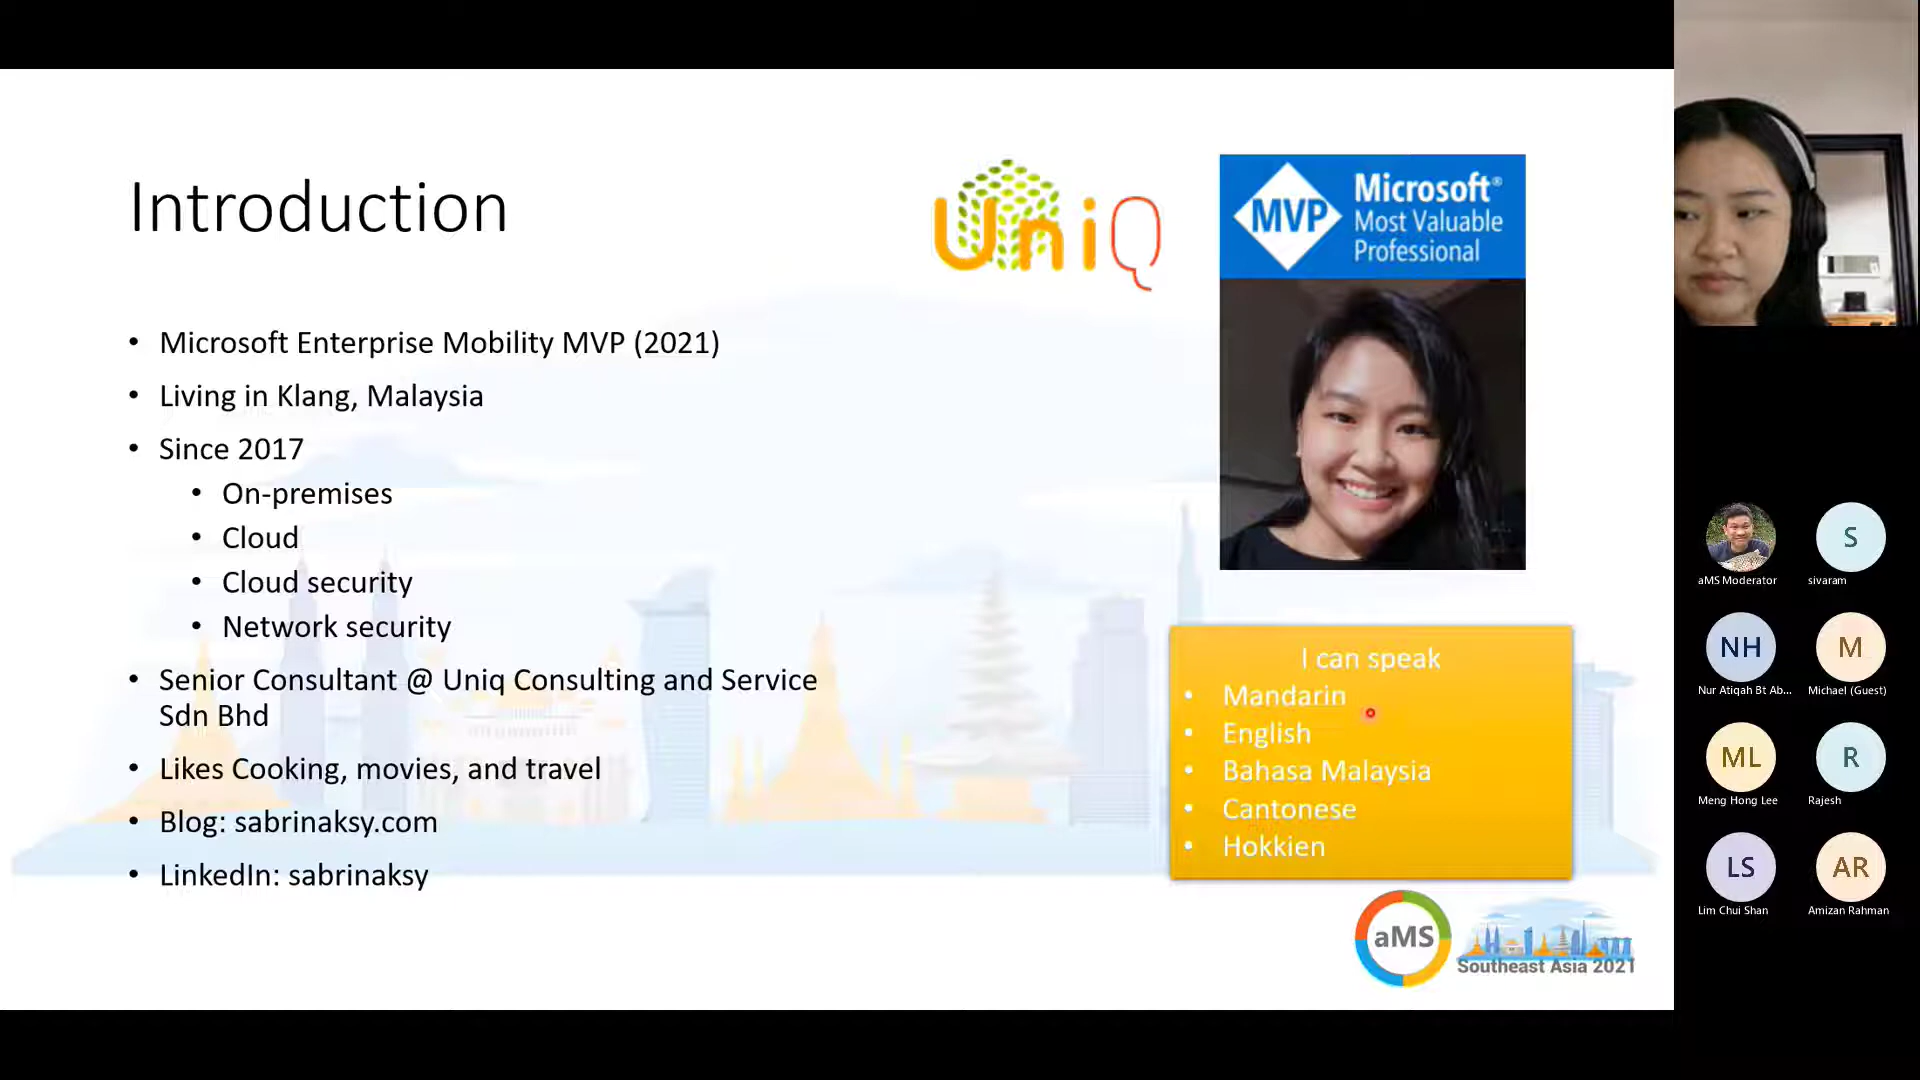 Introduction
UniQ
MVP
Microsoft®
Most Valuable
Professional
• Microsoft Enterprise Mobility MVP (2021)
• Living in Klang, Malaysia
• Since 2017
• On-premises
• Cloud
• Cloud security
• Network security
• Senior Consultant @ Uniq Consulting and Service
Sdn Bhd
• Likes Cooking, movies, and travel
• Blog: sabrinaksy.com
• LinkedIn: sabrinaksy
I can speak
• Mandarin
• English
• Bahasa Malaysia
• Cantonese
• Hokkien
aMS
Southeast Asia 2021
aMS Moderator
S
sivaram
NH
Nur Atiqah Bt Ab...
M
Michael (Guest)
ML
Meng Hong Lee
R
Rajesh
LS
Lim Chui Shan
AR
Amizan Rahman